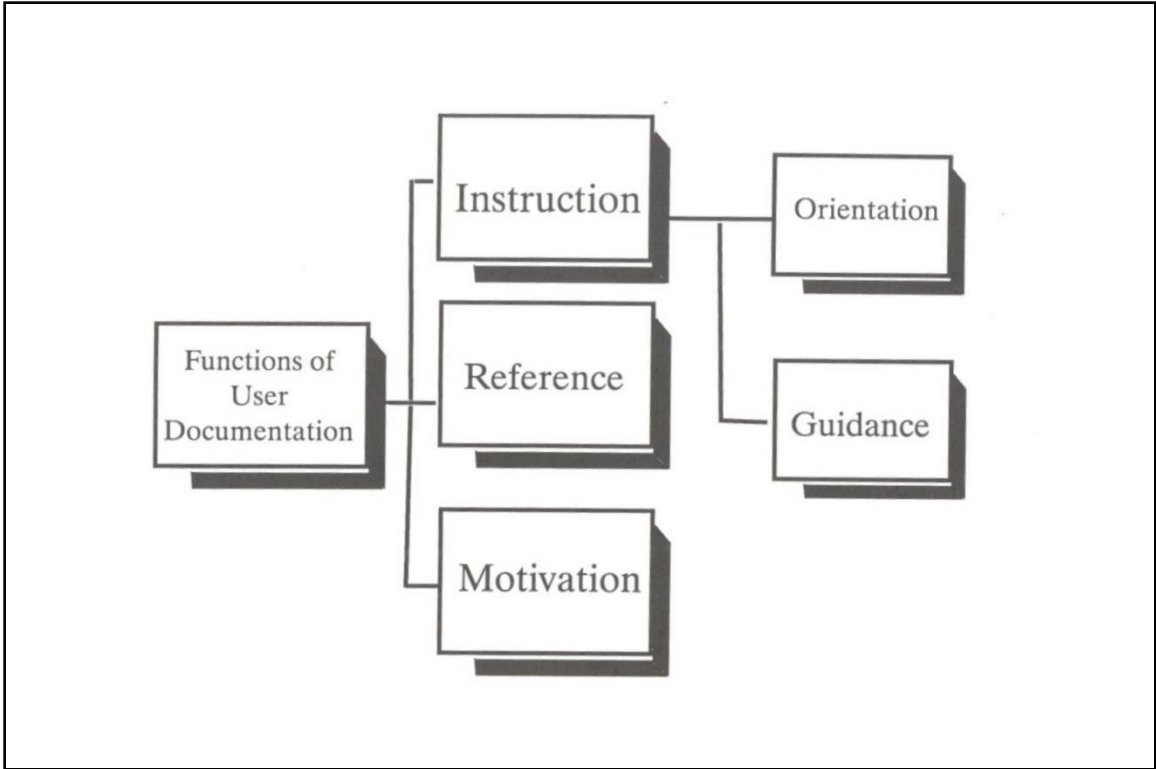 Functions of
User
Documentation
Instruction
Reference
Motivation
Orientation
Guidance